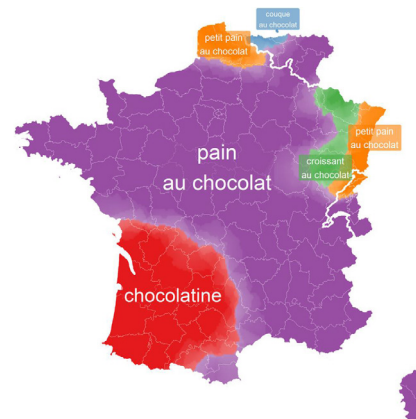 couque
au chocolat
petit pain
au chocolat
petit pain
au chocolat
croissant
au chocolat
pain
au chocolat
chocolatine